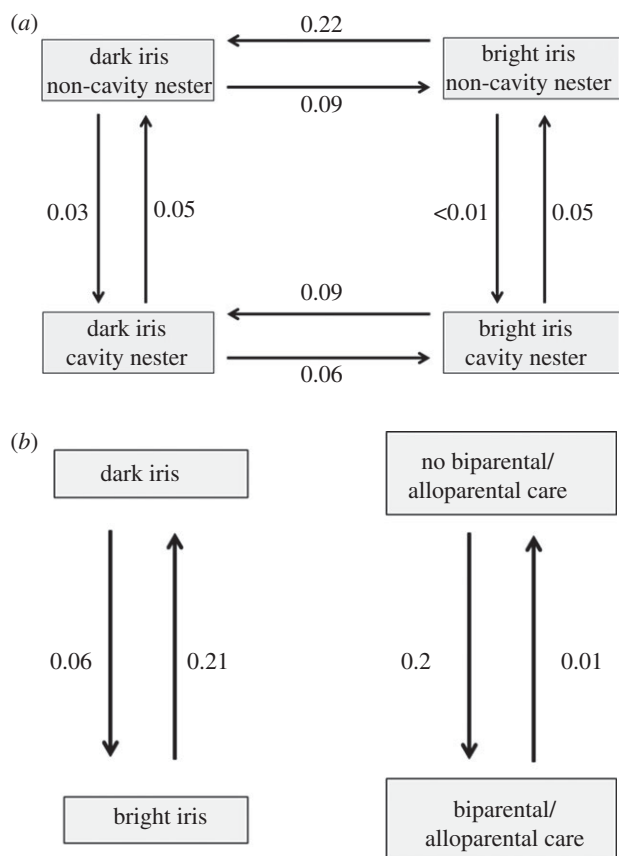 (a)
0.22
dark iris
non-cavity nester
bright iris
non-cavity nester
0.09
0.03
0.05
<0.01
0.05
0.09
dark iris
cavity nester
bright iris
cavity nester
0.06
(b)
dark iris
no biparental/
alloparental care
0.06
0.21
0.2
0.01
bright iris
biparental/
alloparental care